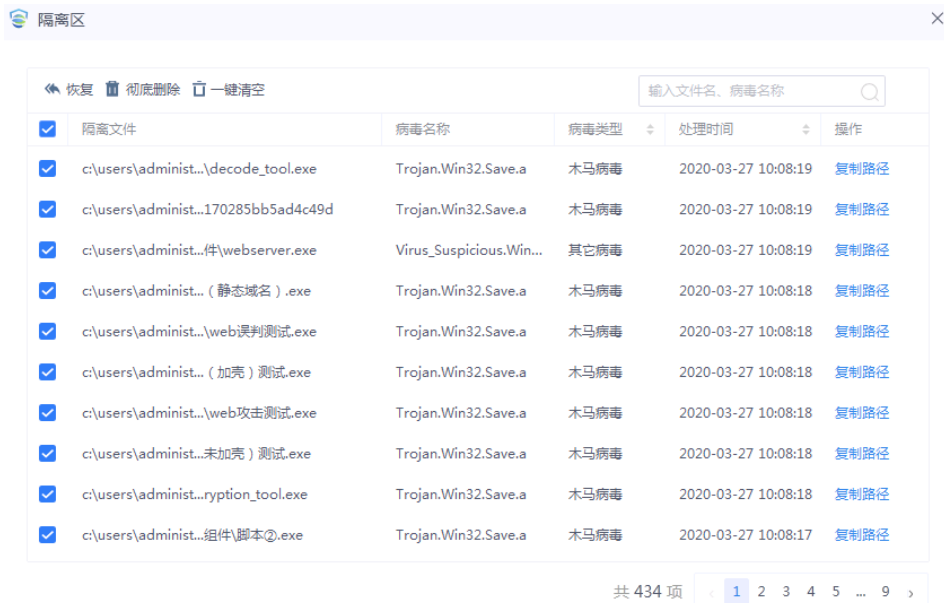 隔离区
恢复 彻底删除 一键清空 输入文件名、病毒名称
隔离文件 病毒名称 病毒类型 处理时间 操作
c:\users\administ...\decode_tool.exe Trojan.Win32.Save.a 木马病毒 2020-03-27 10:08:19 复制路径
c:\users\administ...170285bb5ad4c49d Trojan.Win32.Save.a 木马病毒 2020-03-27 10:08:19 复制路径
c:\users\administ...件\webserver.exe Virus_Suspicious.Win... 其它病毒 2020-03-27 10:08:19 复制路径
c:\users\administ...（静态域名）.exe Trojan.Win32.Save.a 木马病毒 2020-03-27 10:08:18 复制路径
c:\users\administ...\web误判测试.exe Trojan.Win32.Save.a 木马病毒 2020-03-27 10:08:18 复制路径
c:\users\administ...（加壳）测试.exe Trojan.Win32.Save.a 木马病毒 2020-03-27 10:08:18 复制路径
c:\users\administ...\web攻击测试.exe Trojan.Win32.Save.a 木马病毒 2020-03-27 10:08:18 复制路径
c:\users\administ...未加壳）测试.exe Trojan.Win32.Save.a 木马病毒 2020-03-27 10:08:18 复制路径
c:\users\administ...ryption_tool.exe Trojan.Win32.Save.a 木马病毒 2020-03-27 10:08:18 复制路径
c:\users\administ...组件\脚本②.exe Trojan.Win32.Save.a 木马病毒 2020-03-27 10:08:17 复制路径
共 434 项 ‹ 1 2 3 4 5 ... 9 ›